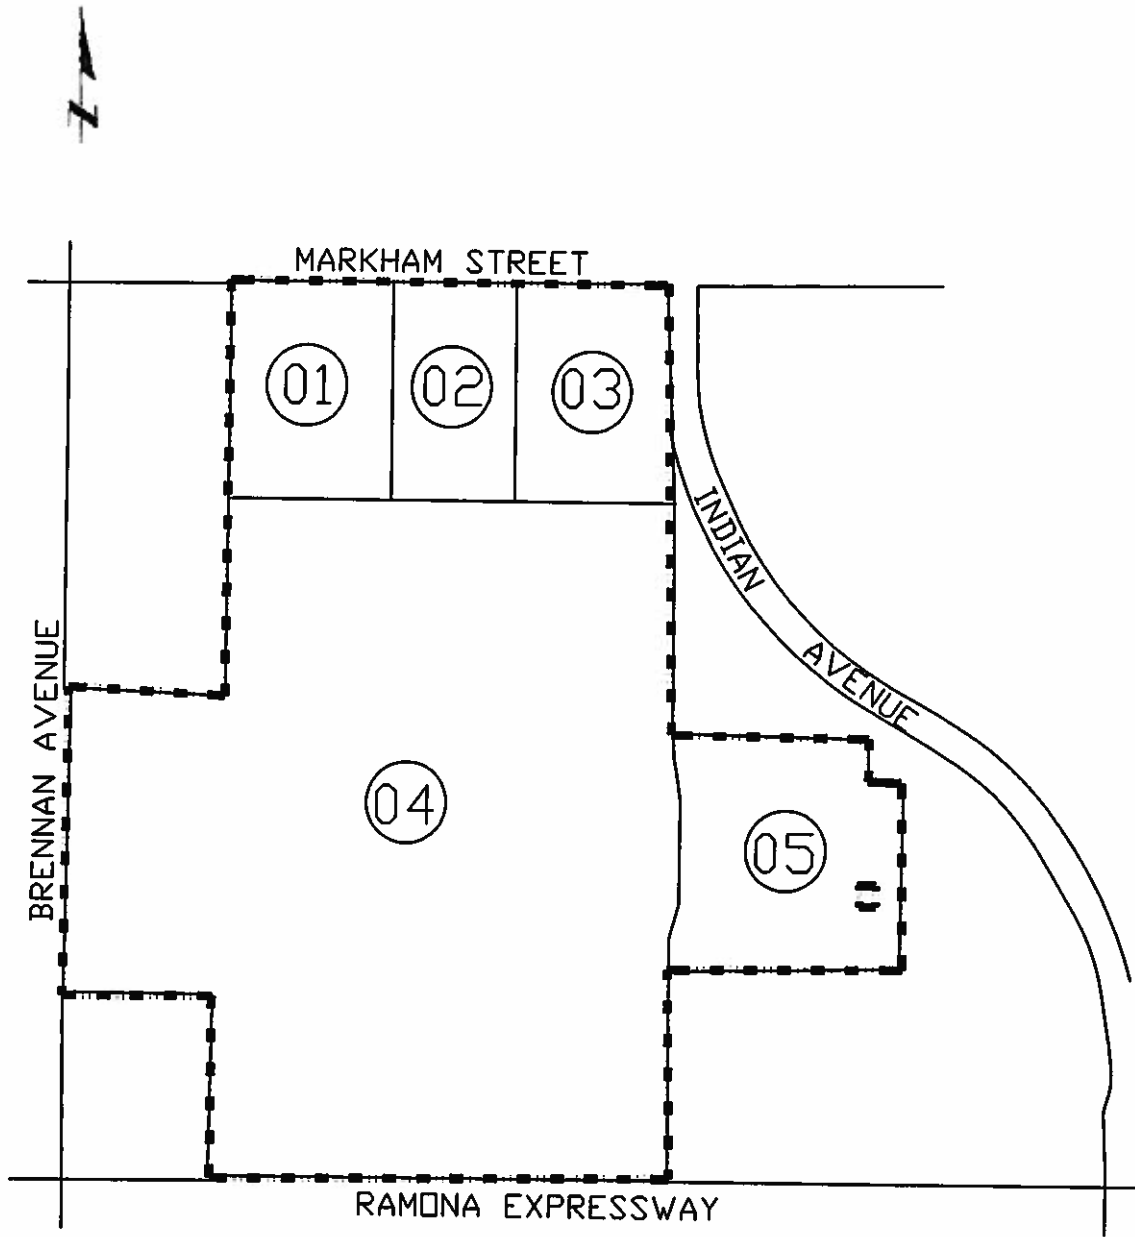 N
MARKHAM STREET
01
02
03
INDIAN AVENUE
BRENNAN AVENUE
04
05
RAMONA EXPRESSWAY